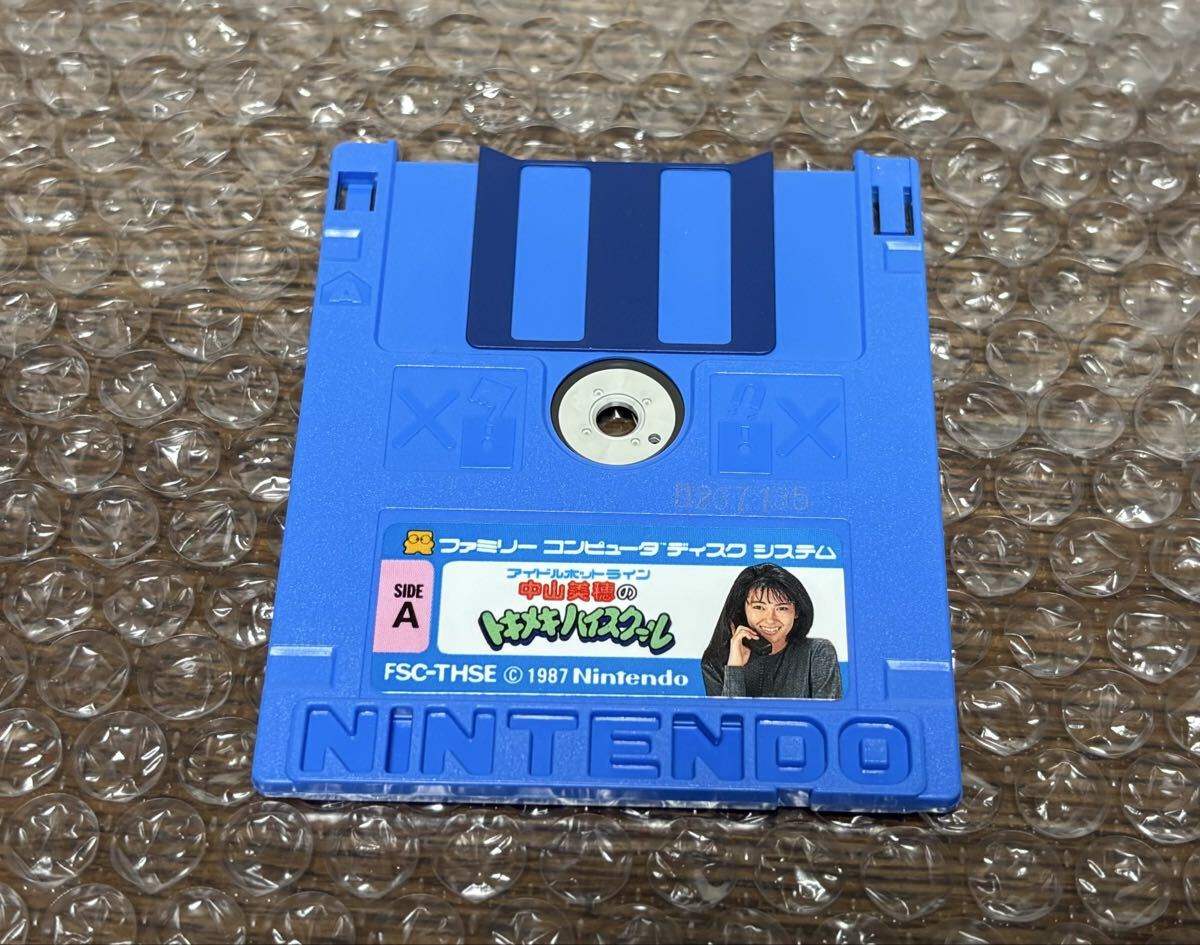 A
ファミリー コンピュータ™ ディスク システム
SIDE
A
アイドルホットライン
中山美穂の
トキメキハイスクール
FSC-THSE © 1987 Nintendo
NINTENDO